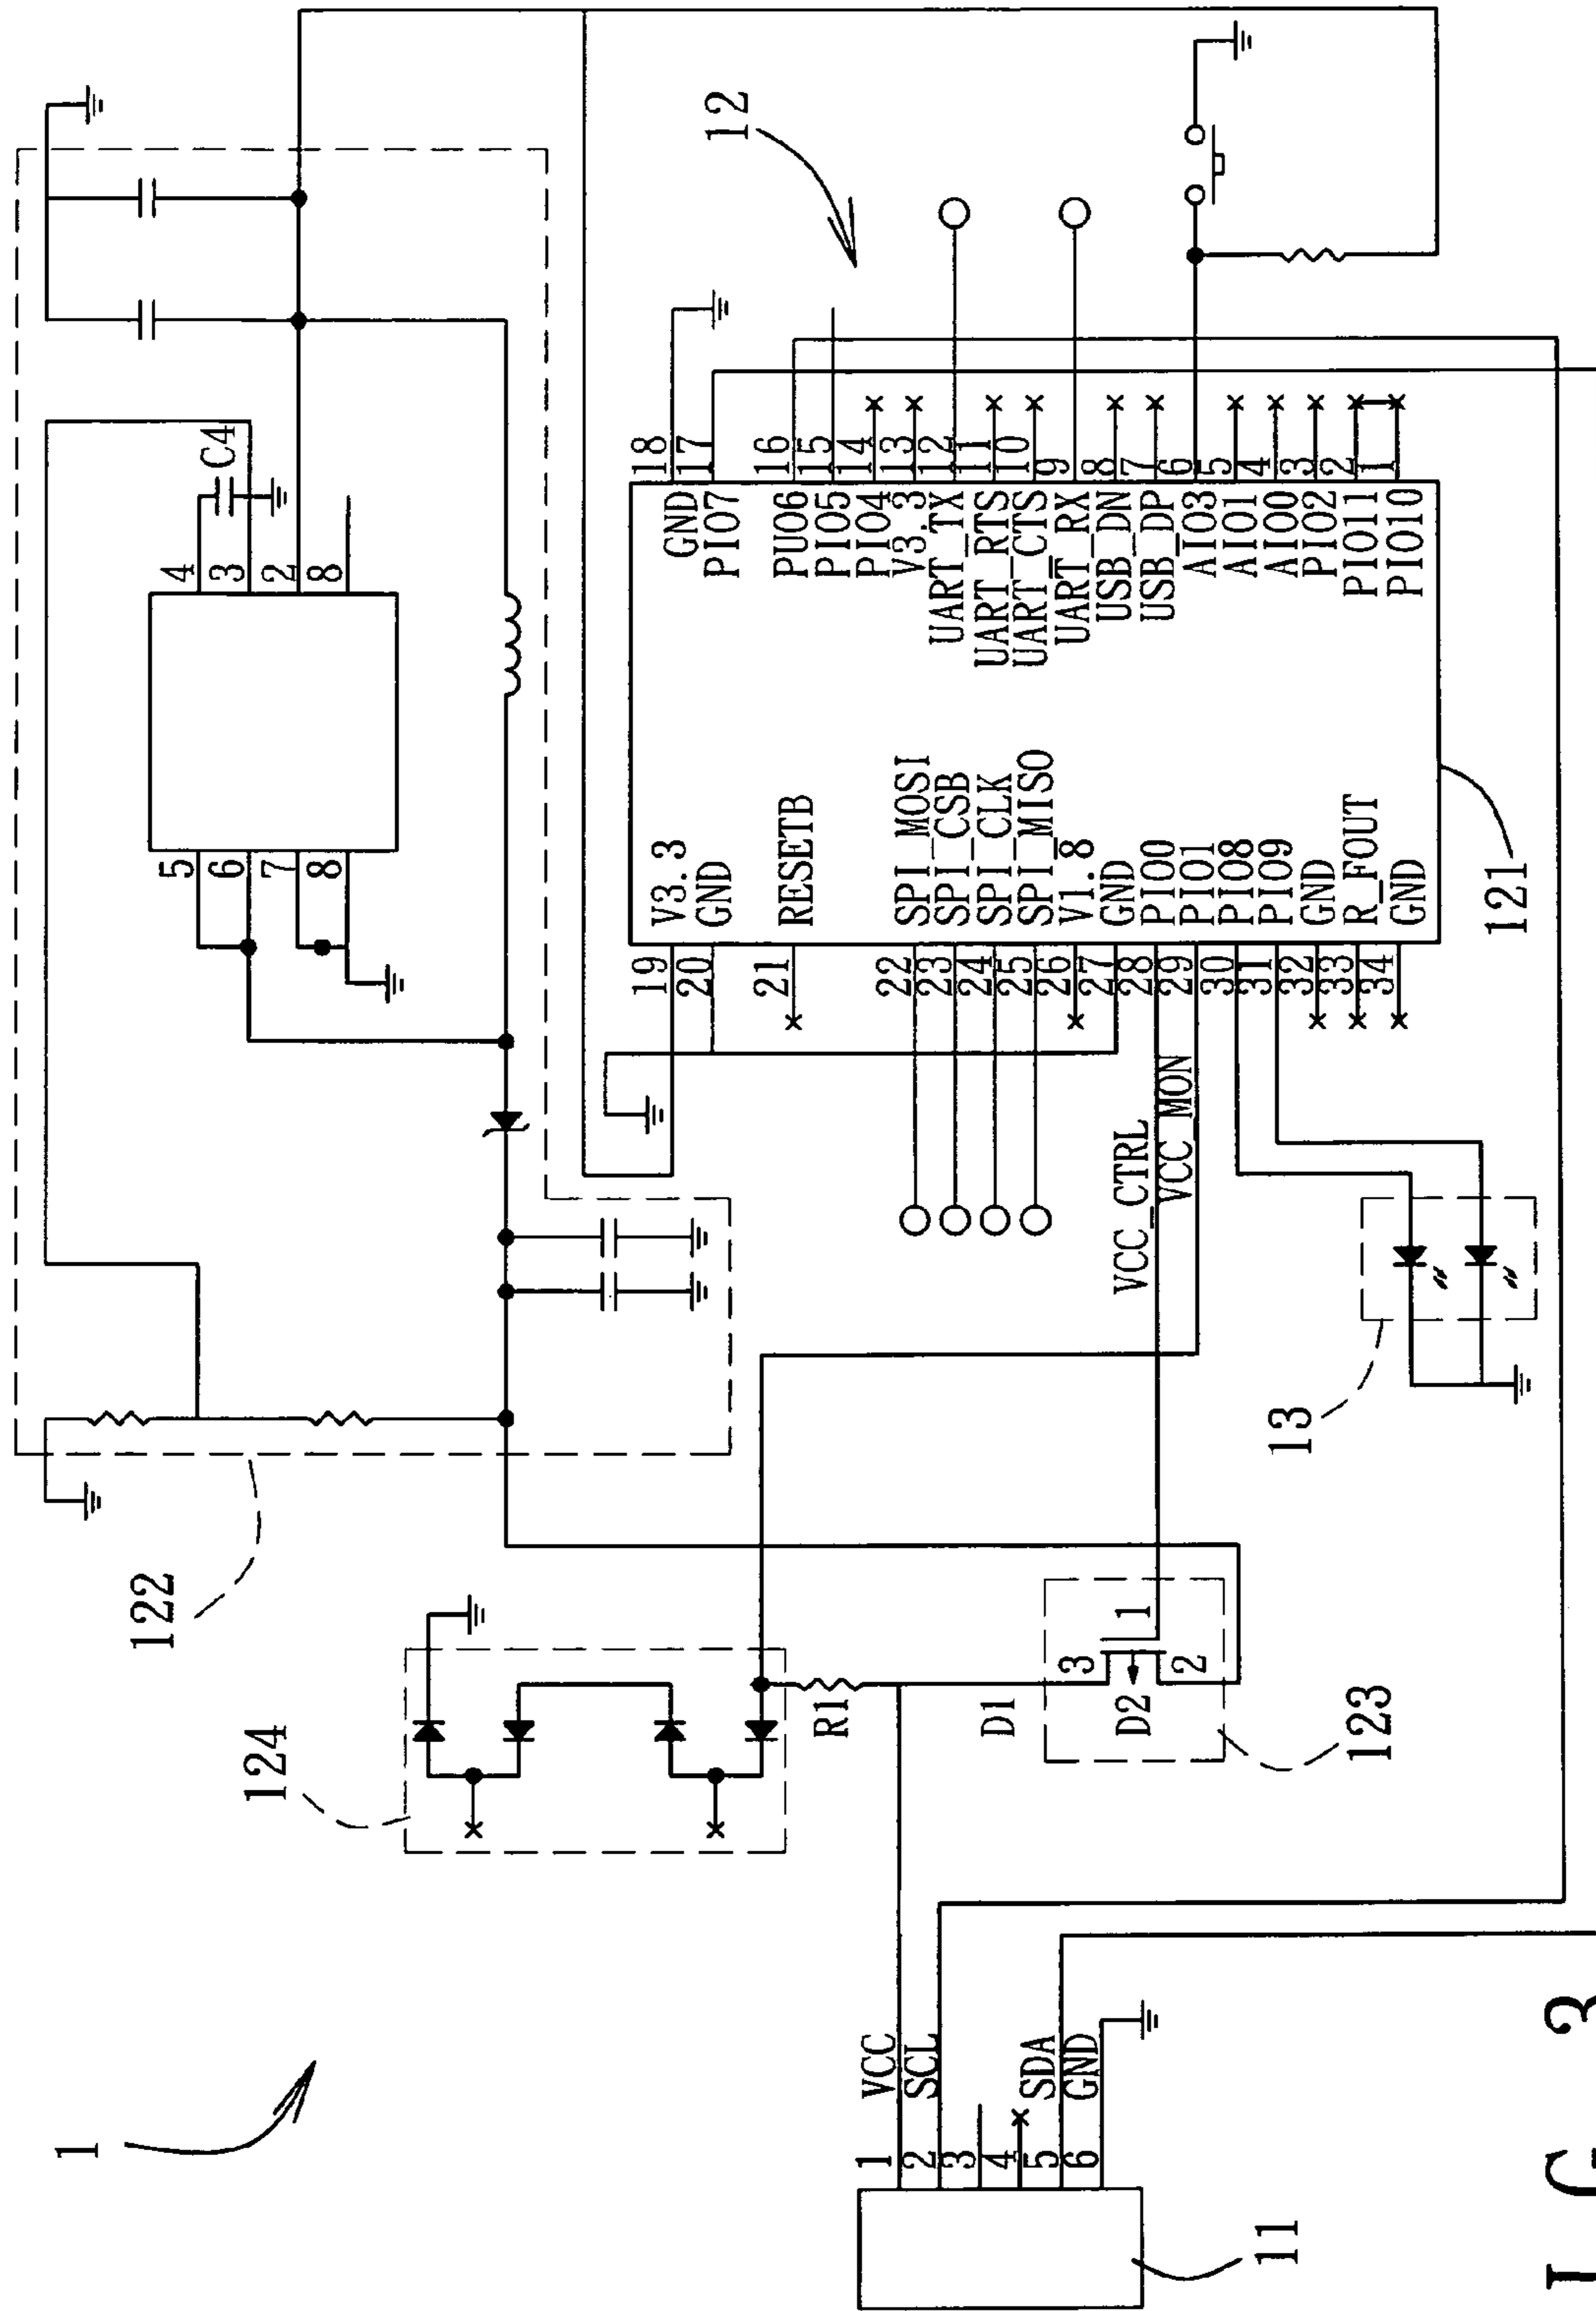 1
122
5
6
7
8
4
3
2
8
C4
124
R1
D1
D2
3
1
2
123
12
V3.3
GND
RESETB
SPI_MOSI
SPI_CSB
SPI_CLK
SPI_MISO
V1.8
GND
PIO0
PIO1
PIO8
PIO9
GND
R_FOUT
GND
19
20
21
22
23
24
25
26
27
28
29
30
31
32
33
34
GND
PIO7
PUO6
PIO5
PIO4
V3.3
UART_TX
UART_RTS
UART_CTS
UART_RX
USB_DN
USB_DP
AIO3
AIO1
AIO0
PIO2
PIO11
PIO10
18
17
16
15
14
13
12
11
10
9
8
7
6
5
4
3
2
1
121
VCC_CTRL
VCC_MON
13
VCC
SCL
SDA
GND
1
2
3
4
5
6
11
I G 3